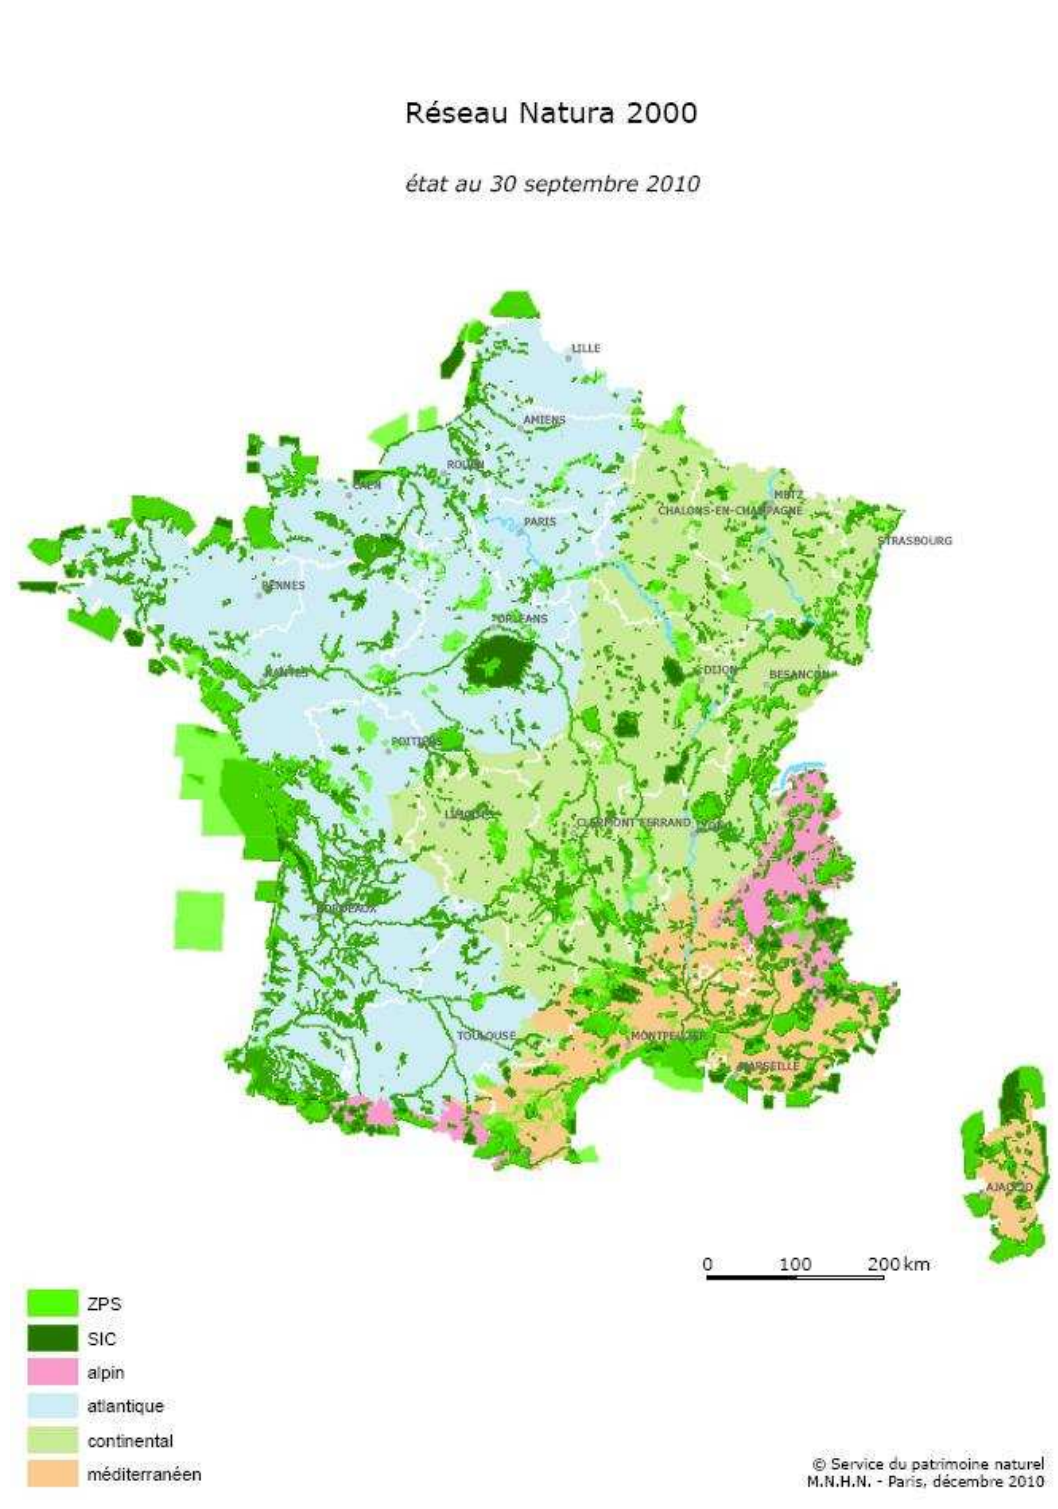 Réseau Natura 2000
état au 30 septembre 2010
LILLE
AMIENS
ROUEN
CAEN
METZ
CHALONS-EN-CHAMPAGNE
PARIS
STRASBOURG
RENNES
ORLEANS
NANTES
DIJON
BESANCON
POITIERS
LIMOGES
CLERMONT FERRAND
LYON
BORDEAUX
TOULOUSE
MONTPELLIER
MARSEILLE
AJACCIO
0 100 200 km
ZPS
SIC
alpin
atlantique
continental
méditerranéen
© Service du patrimoine naturel
M.N.H.N. - Paris, décembre 2010